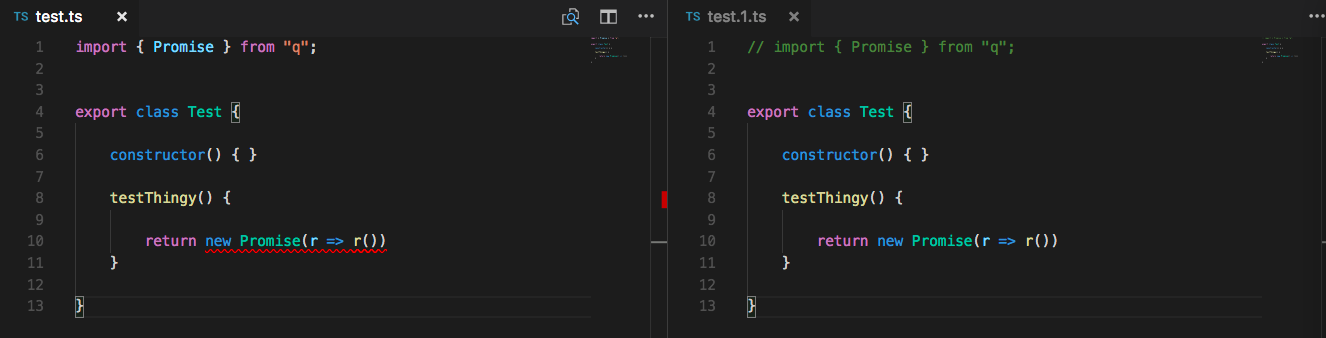 TS test.ts ×
1 import { Promise } from "q";
2
3
4 export class Test {
5
6 constructor() { }
7
8 testThingy() {
9
10 return new Promise(r => r())
11 }
12
13 }
TS test.1.ts ×
1 // import { Promise } from "q";
2
3
4 export class Test {
5
6 constructor() { }
7
8 testThingy() {
9
10 return new Promise(r => r())
11 }
12
13 }